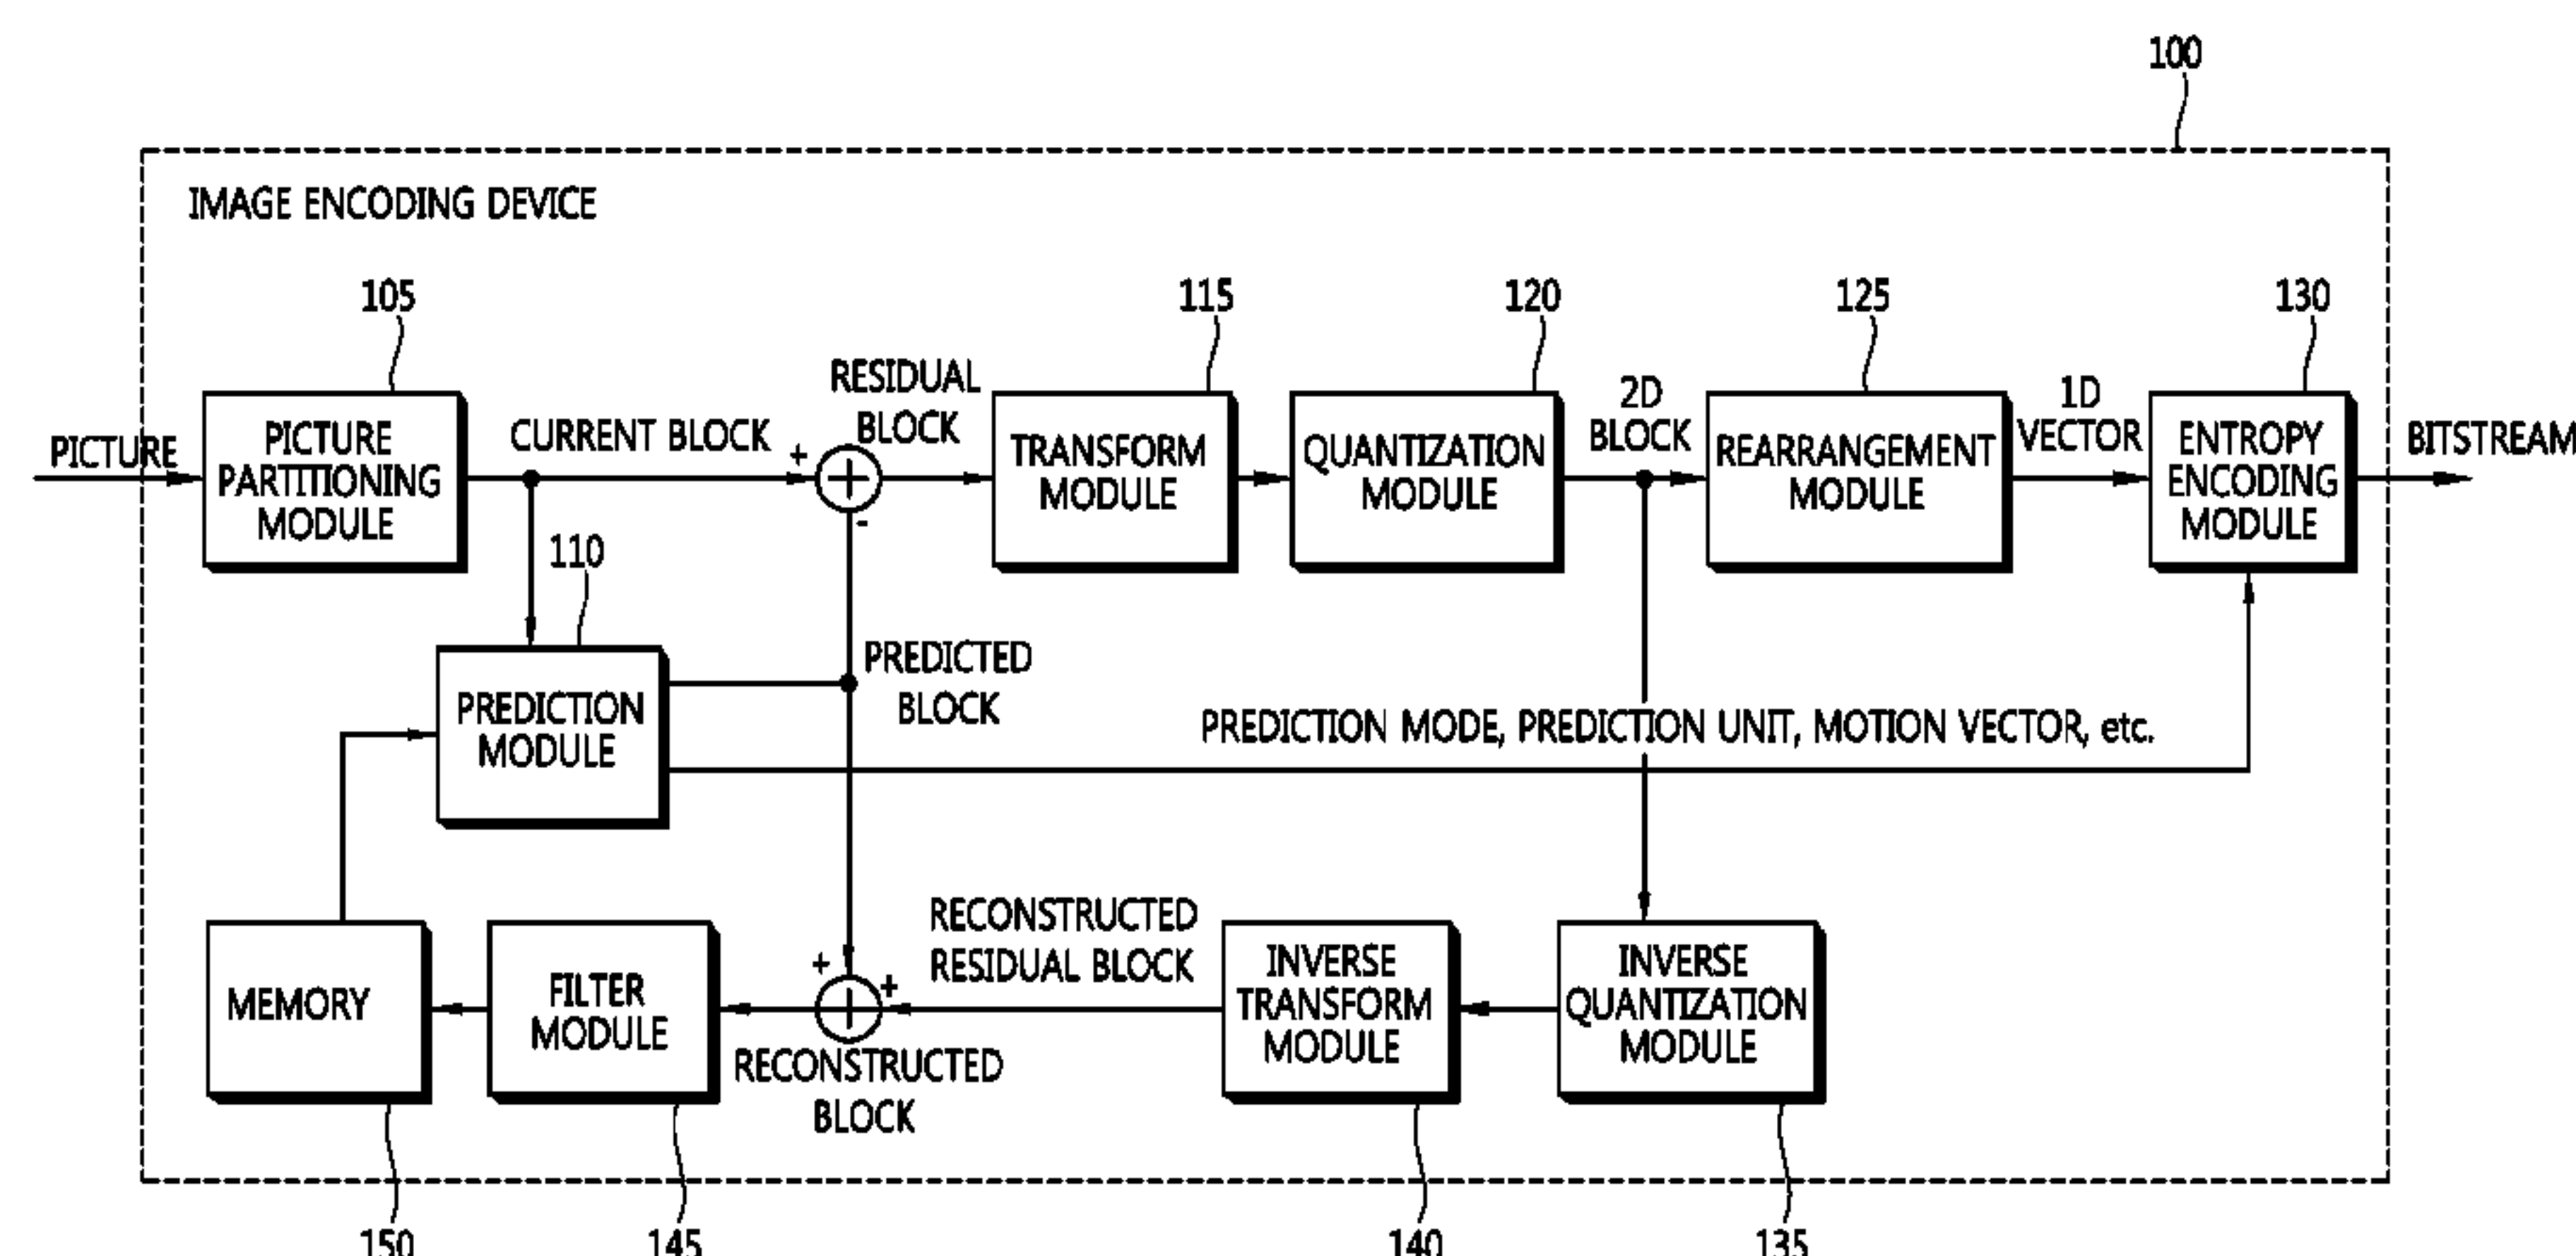 100
IMAGE ENCODING DEVICE
105
115
120
125
130
RESIDUAL
BLOCK
2D
BLOCK
1D
VECTOR
PICTURE
PICTURE
PARTITIONING
MODULE
CURRENT BLOCK
+
-
TRANSFORM
MODULE
QUANTIZATION
MODULE
REARRANGEMENT
MODULE
ENTROPY
ENCODING
MODULE
BITSTREAM
110
PREDICTION
MODULE
PREDICTED
BLOCK
PREDICTION MODE, PREDICTION UNIT, MOTION VECTOR, etc.
MEMORY
FILTER
MODULE
+
+
RECONSTRUCTED
BLOCK
RECONSTRUCTED
RESIDUAL BLOCK
INVERSE
TRANSFORM
MODULE
INVERSE
QUANTIZATION
MODULE
150
145
140
135